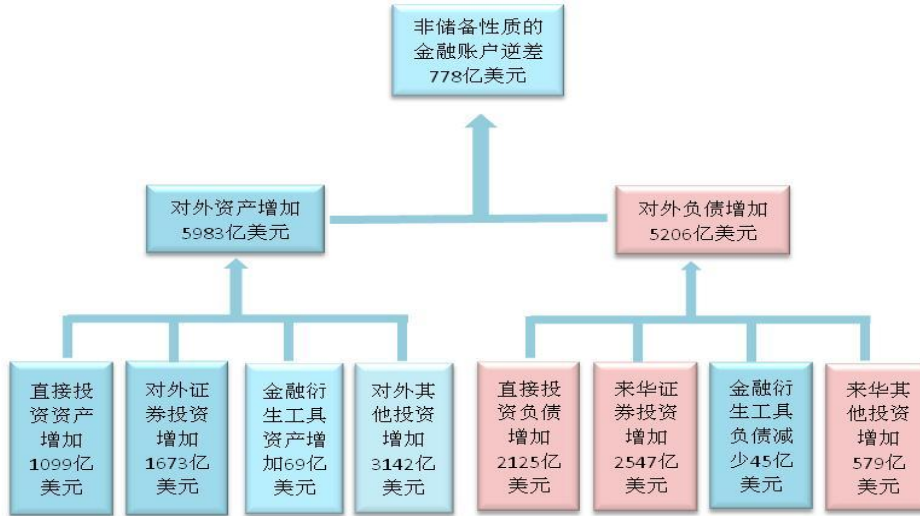 非储备性质的
金融账户逆差
778亿美元
对外资产增加
5983亿美元
对外负债增加
5206亿美元
直接投
资资产
增加
1099亿
美元
对外证
券投资
增加
1673亿
美元
金融衍
生工具
资产增
加69亿
美元
对外其
他投资
增加
3142亿
美元
直接投
资负债
增加
2125亿
美元
来华证
券投资
增加
2547亿
美元
金融衍
生工具
负债减
少45亿
美元
来华其
他投资
增加
579亿
美元